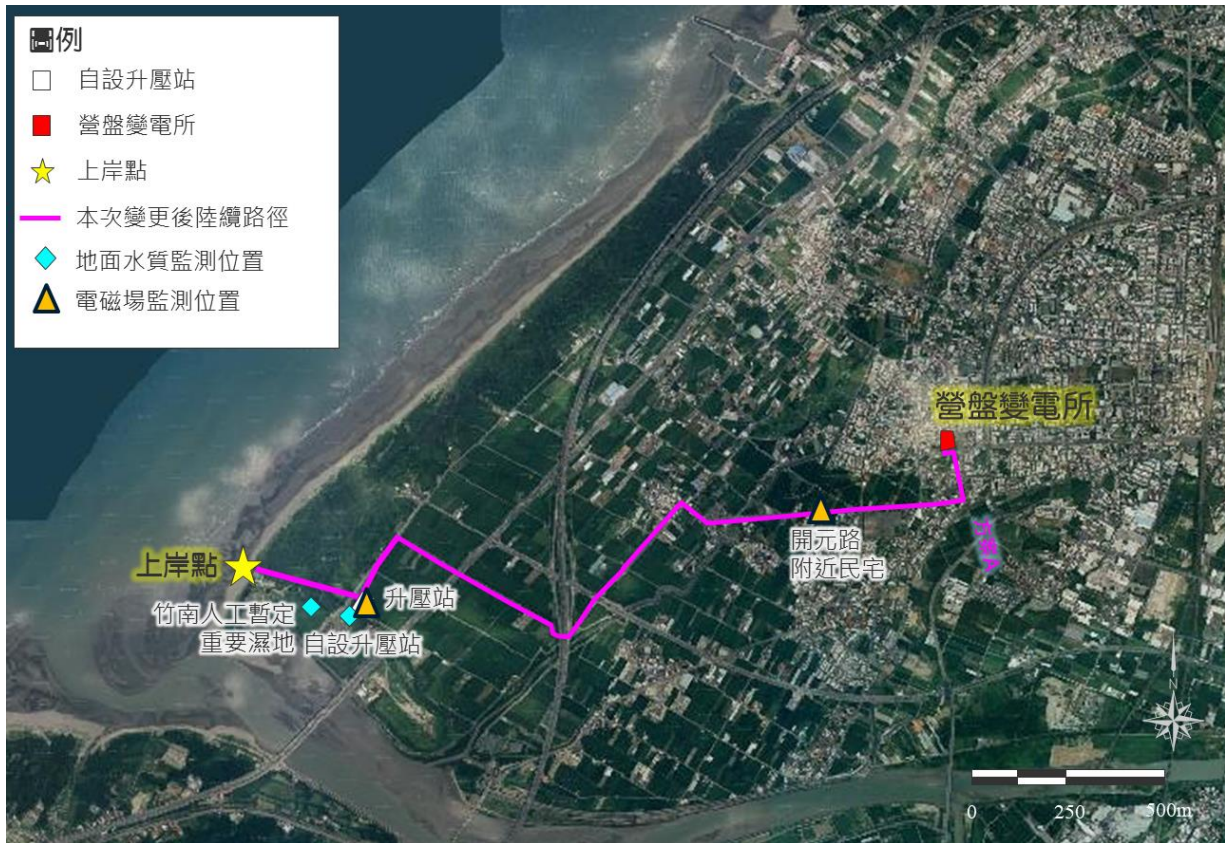 圖例
自設升壓站
營盤變電所
上岸點
本次變更後陸纜路徑
地面水質監測位置
電磁場監測位置
營盤變電所
開元路
附近民宅
上岸點
升壓站
竹南人工暫定
重要濕地
自設升壓站
N
0 250 500m